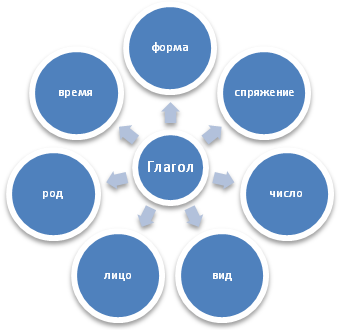 форма
время
спряжение
Глагол
род
число
лицо
вид